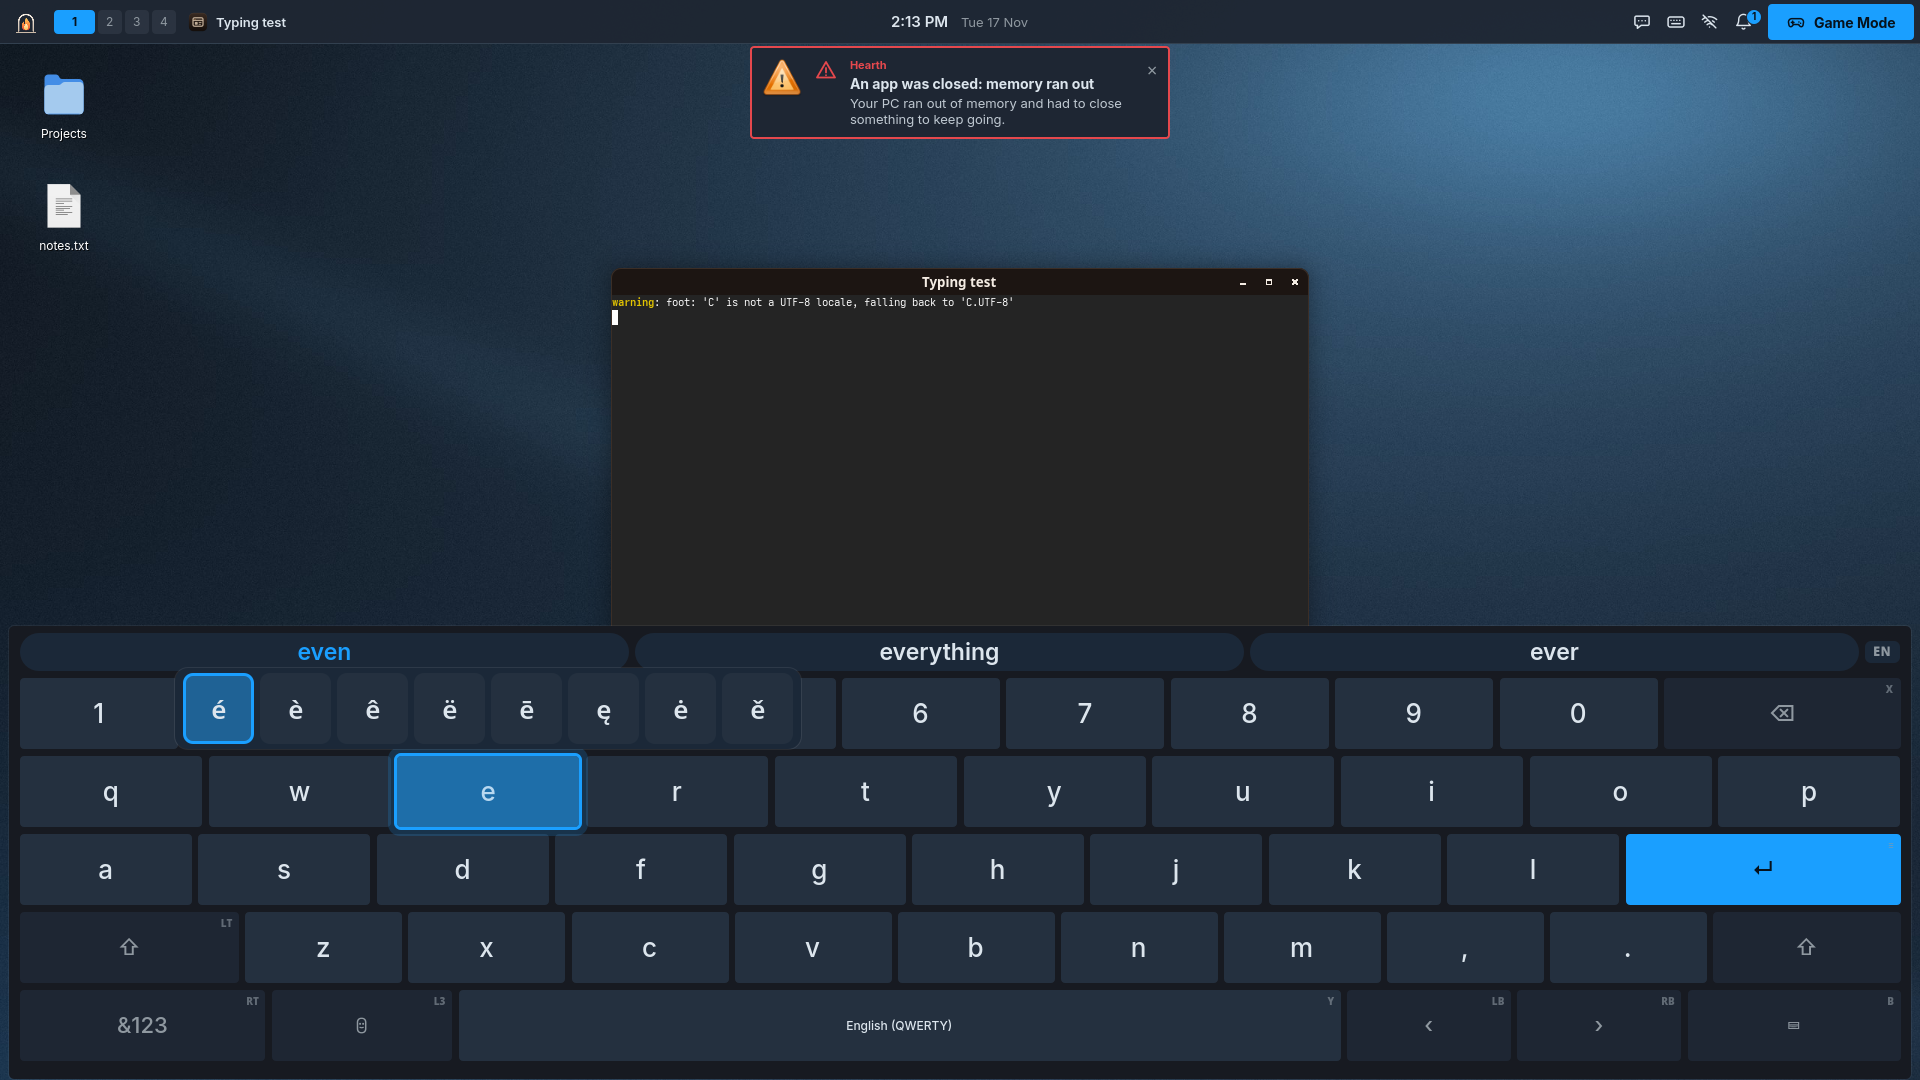 1 2 3 4 Typing test 2:13 PM Tue 17 Nov 1 Game Mode
Hearth
An app was closed: memory ran out
Your PC ran out of memory and had to close
something to keep going.
Projects
notes.txt
Typing test
warning: foot: 'C' is not a UTF-8 locale, falling back to 'C.UTF-8'
even everything ever EN
é è ê ë ē ę ė ě
1 6 7 8 9 0 X
q w e r t y u i o p
a s d f g h j k l
LT z x c v b n m , .
&123 RT L3 English (QWERTY) Y ‹ LB › RB B